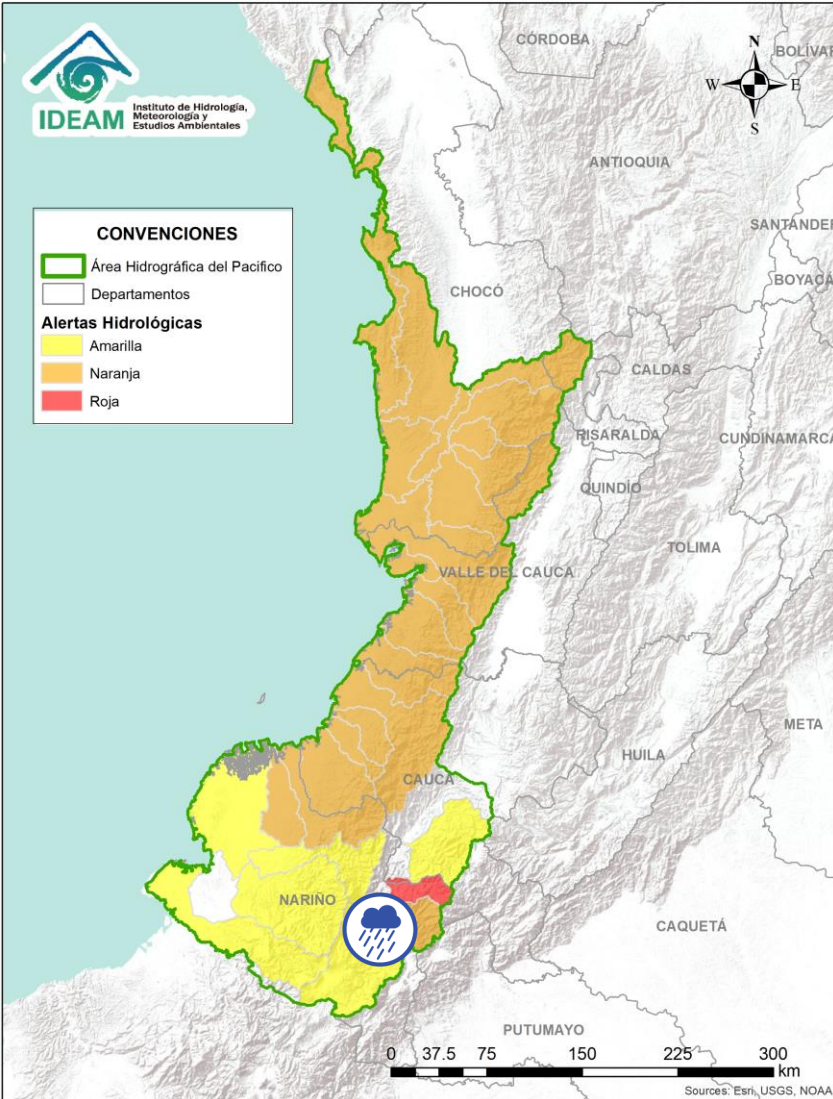 IDEAM
Instituto de Hidrología,
Meteorología y
Estudios Ambientales
N
W
E
S
CÓRDOBA
BOLÍVAR
ANTIOQUIA
SANTANDER
BOYACÁ
CHOCÓ
CONVENCIONES
Área Hidrográfica del Pacifico
Departamentos
Alertas Hidrológicas
Amarilla
Naranja
Roja
CALDAS
RISARALDA
CUNDINAMARCA
QUINDÍO
TOLIMA
VALLE DEL CAUCA
META
HUILA
CAUCA
NARIÑO
CAQUETÁ
PUTUMAYO
0 37.5 75 150 225 300
km
Sources: Esri, USGS, NOAA